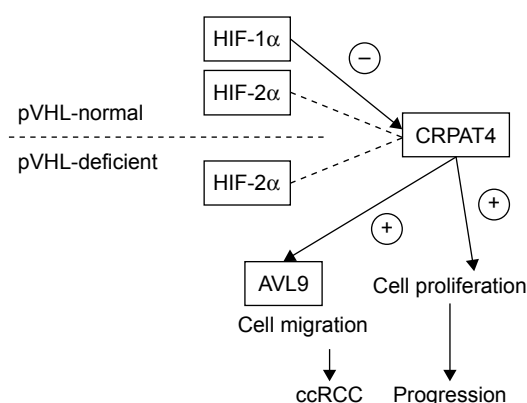 HIF-1α
−
HIF-2α
pVHL-normal
CRPAT4
pVHL-deficient
HIF-2α
+
+
AVL9
Cell proliferation
Cell migration
ccRCC
Progression